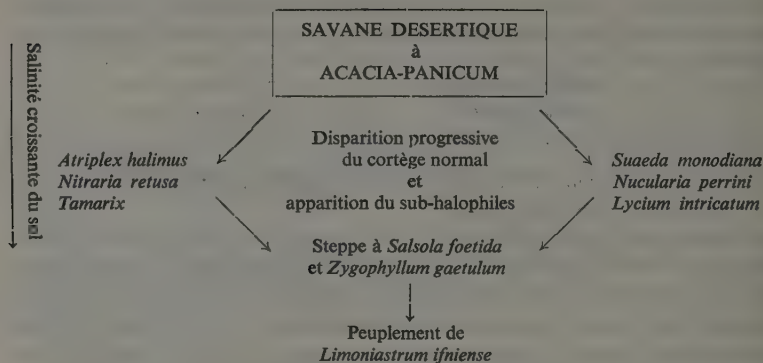 SAVANE DESERTIQUE
à
ACACIA-PANICUM
Salinité croissante du sol
Disparition progressive
du cortège normal
et
apparition du sub-halophiles
Atriplex halimus
Nitraria retusa
Tamarix
Suaeda monodiana
Nucularia perrini
Lycium intricatum
Steppe à Salsola foetida
et Zygophyllum gaetulum
Peuplement de
Limoniastrum ifniense